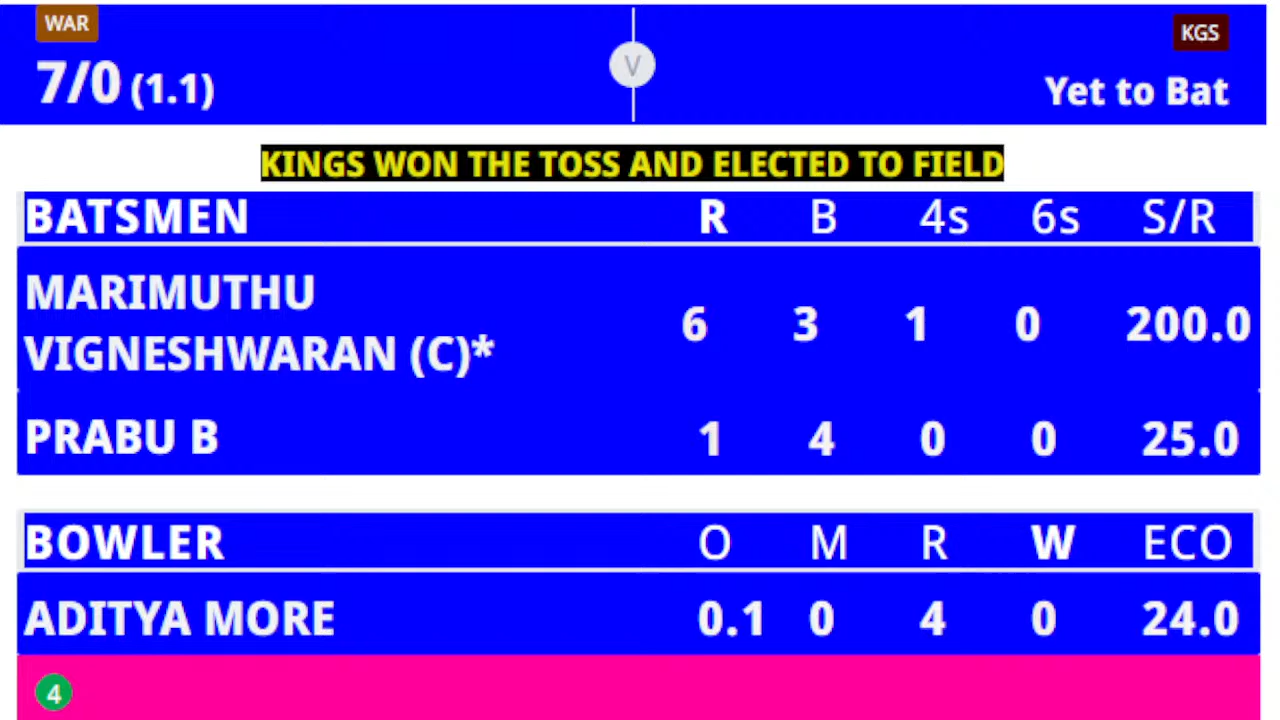 WAR
KGS
V
7/0 (1.1)
Yet to Bat
KINGS WON THE TOSS AND ELECTED TO FIELD
BATSMEN R B 4s 6s S/R
MARIMUTHU
VIGNESHWARAN (C)* 6 3 1 0 200.0
PRABU B 1 4 0 0 25.0
BOWLER O M R W ECO
ADITYA MORE 0.1 0 4 0 24.0
4